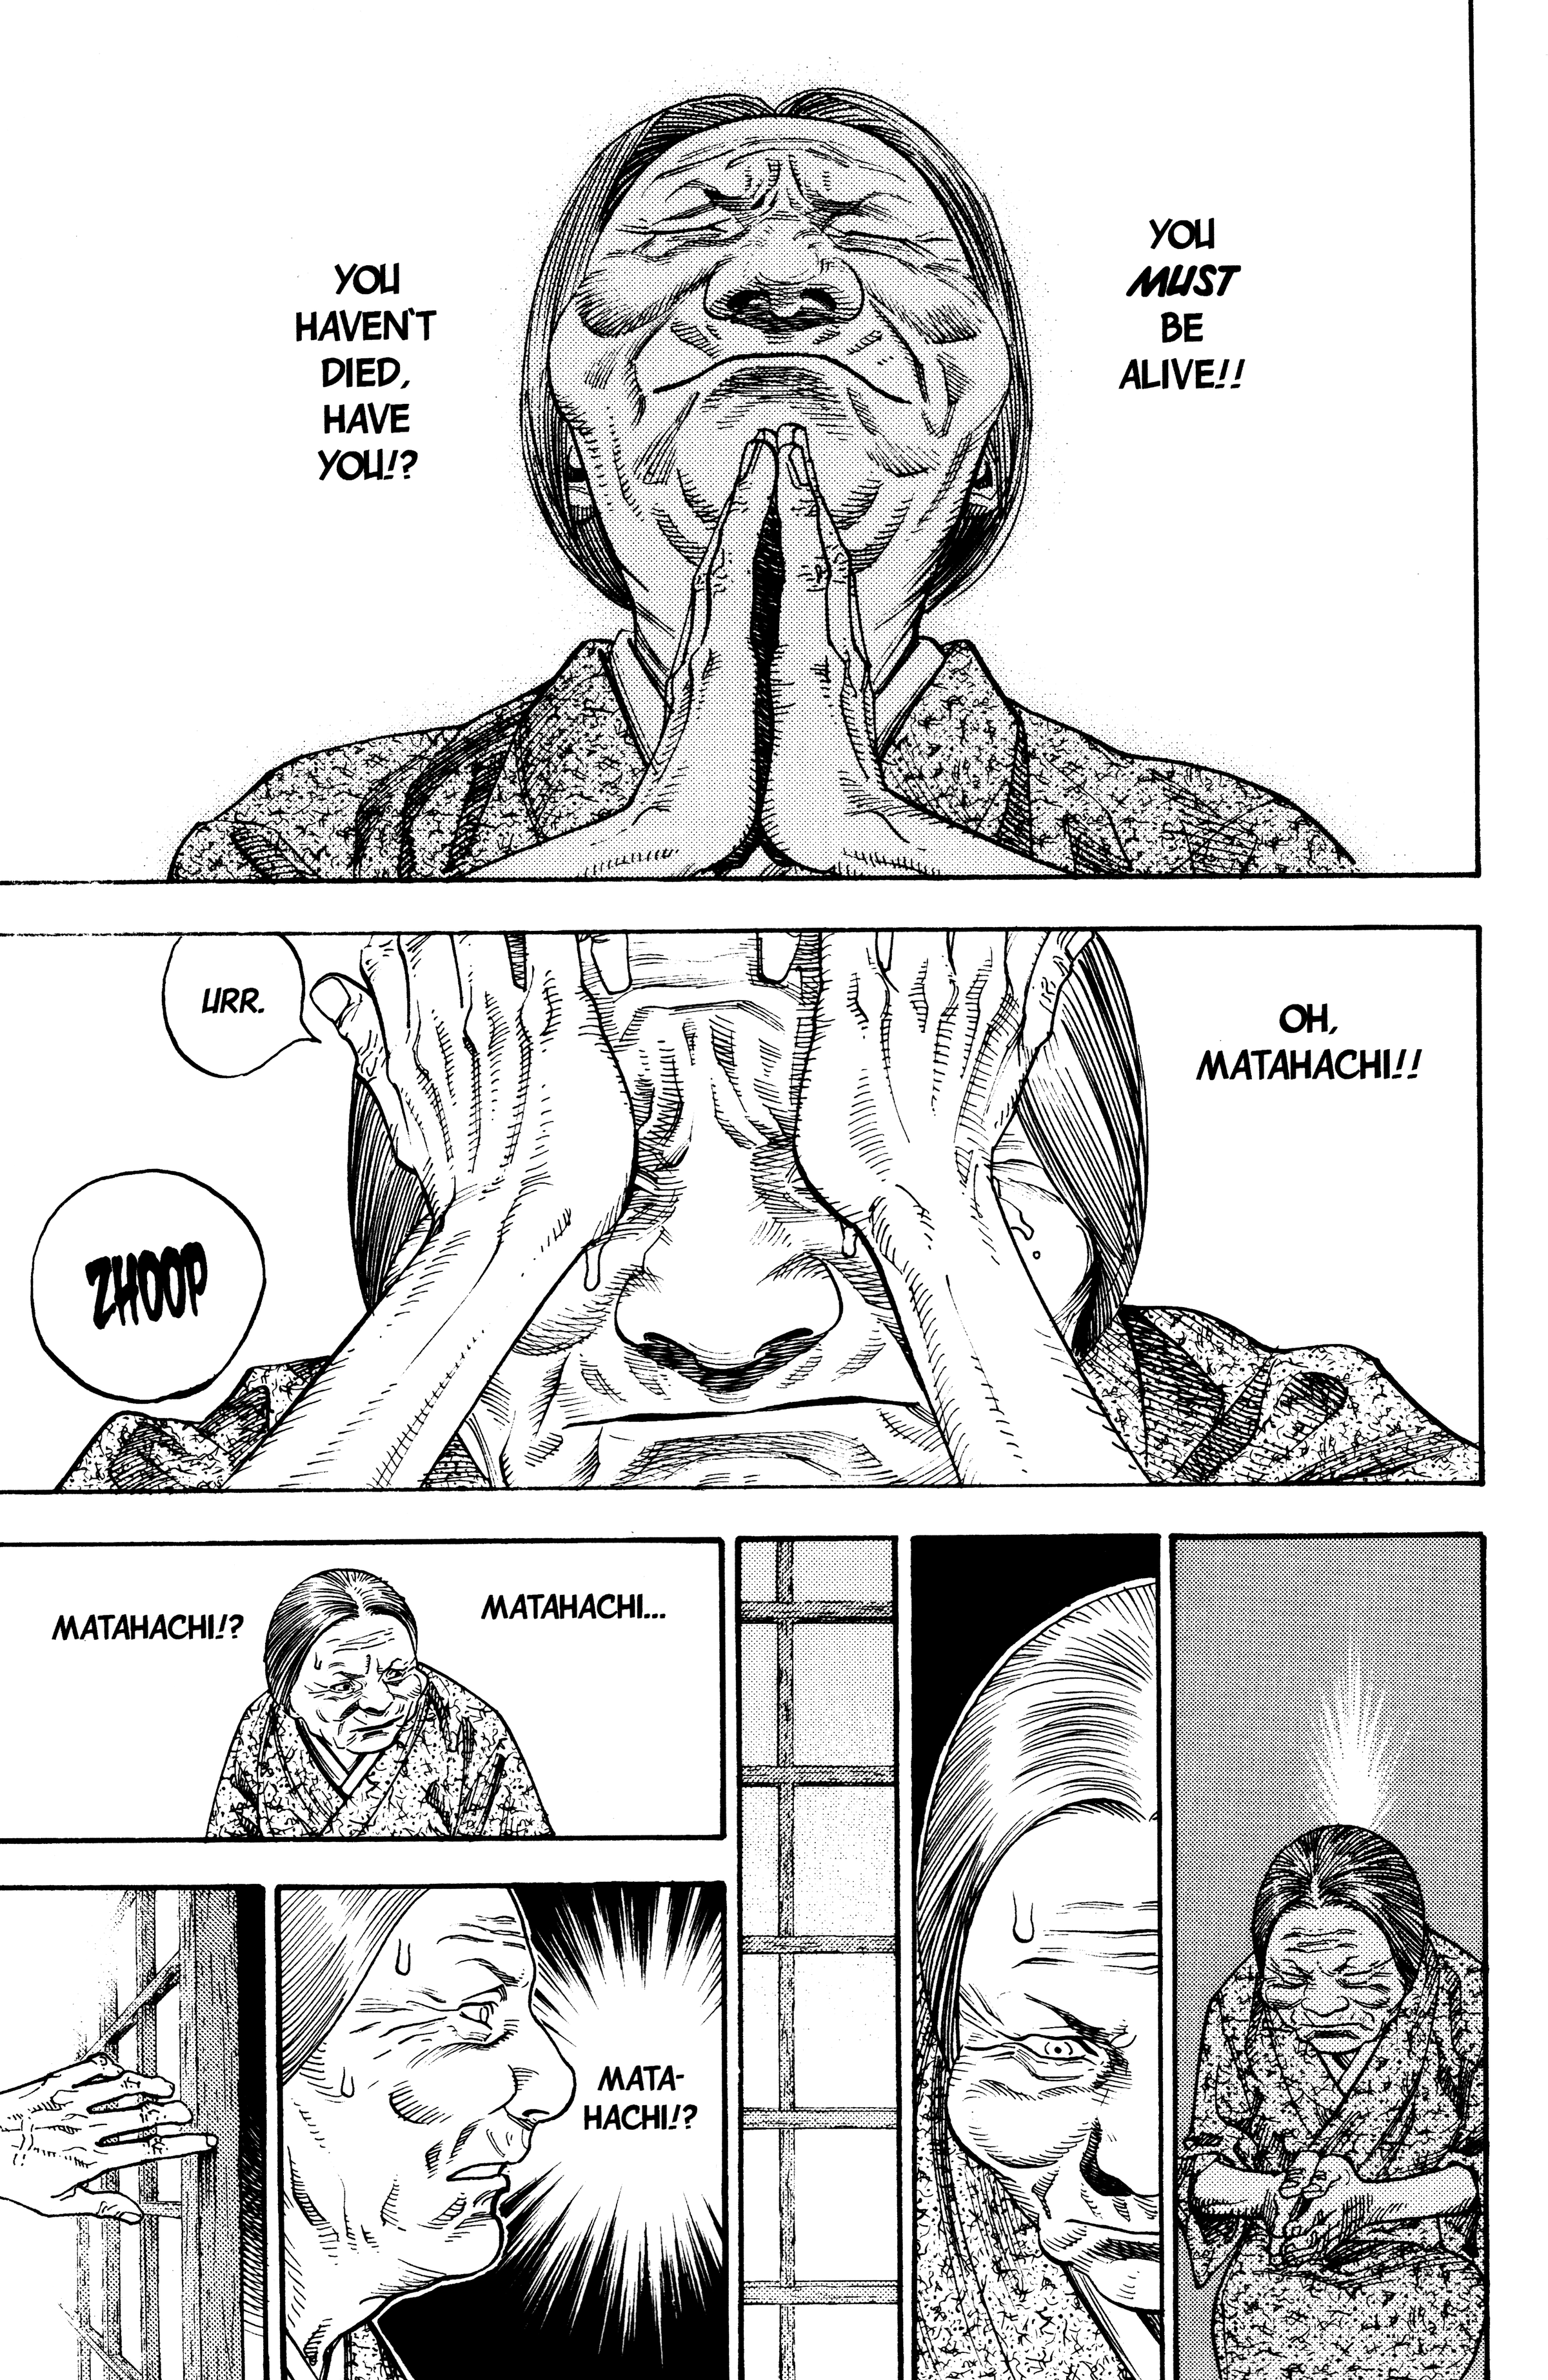 YOU
MUST
BE
ALIVE!!
YOU
HAVEN'T
DIED,
HAVE
YOU!?
OH,
MATAHACHI!!
URR.
ZHOOP
MATAHACHI...
MATAHACHI!?
MATA-
HACHI!?